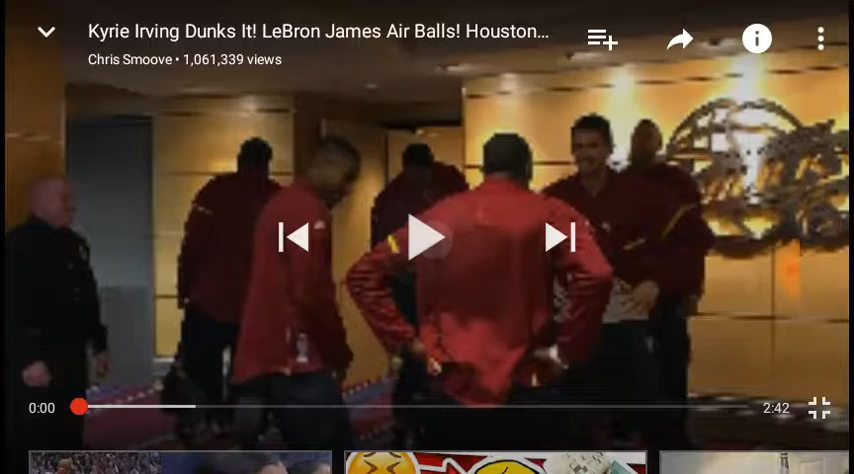 Kyrie Irving Dunks It! LeBron James Air Balls! Houston...
Chris Smoove • 1,061,339 views
0:00
2:42